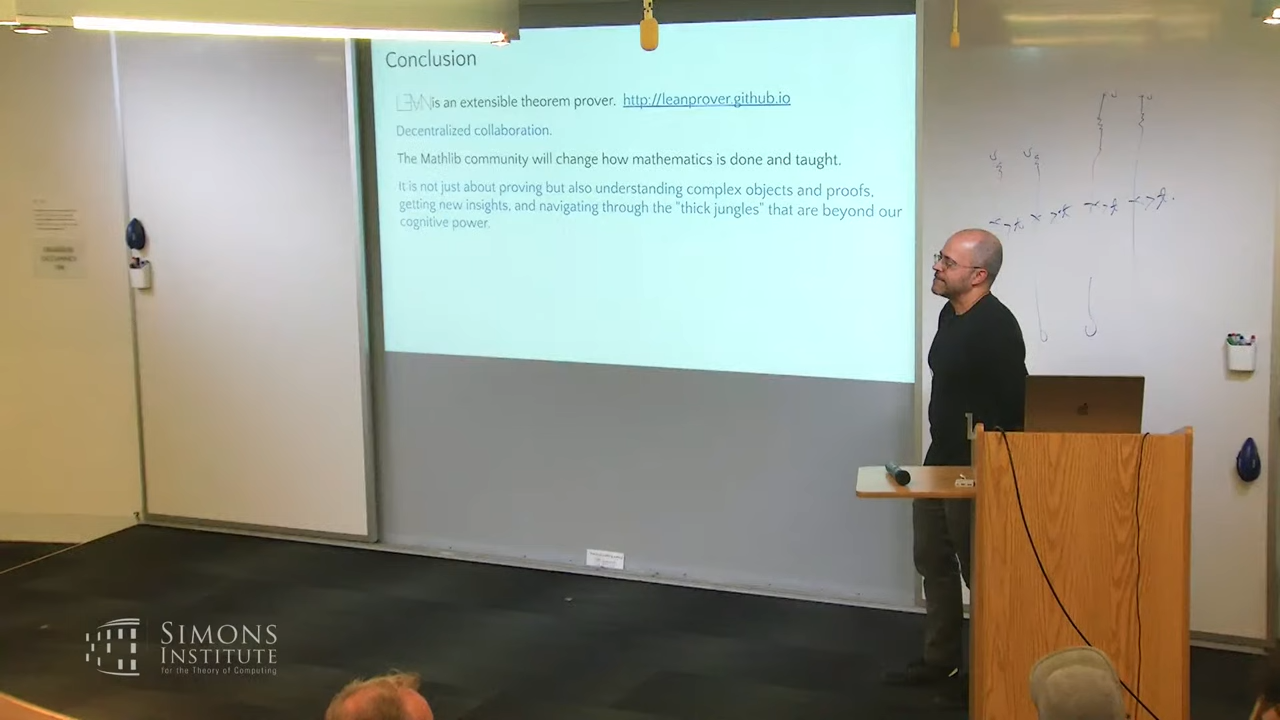 Conclusion
LEAN is an extensible theorem prover. http://leanprover.github.io
Decentralized collaboration.
The Mathlib community will change how mathematics is done and taught.
It is not just about proving but also understanding complex objects and proofs,
getting new insights, and navigating through the "thick jungles" that are beyond our
cognitive power.
SIMONS
INSTITUTE
for the Theory of Computing